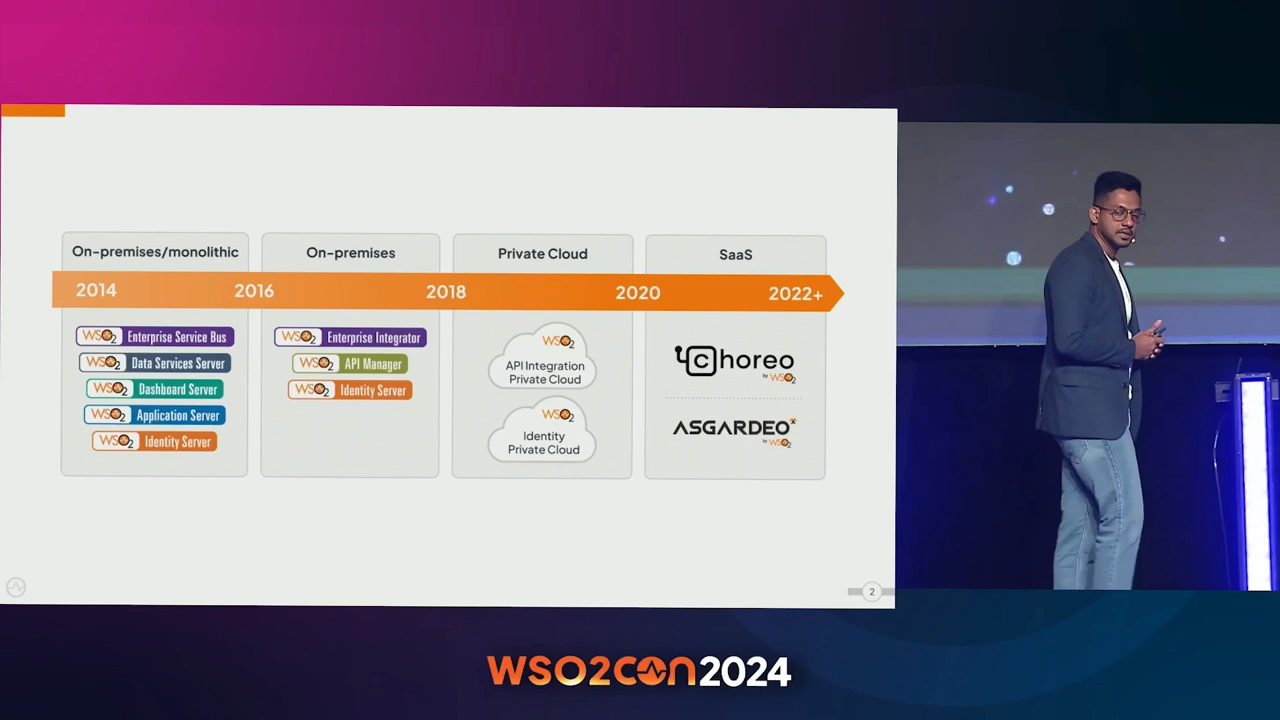 On-premises/monolithic
On-premises
Private Cloud
SaaS
2014
2016
2018
2020
2022+
WSO2 Enterprise Service Bus
WSO2 Data Services Server
WSO2 Dashboard Server
WSO2 Application Server
WSO2 Identity Server
WSO2 Enterprise Integrator
WSO2 API Manager
WSO2 Identity Server
WSO2
API Integration
Private Cloud
WSO2
Identity
Private Cloud
choreo
by WSO2
ASGARDEO
by WSO2
2
WSO2CON2024